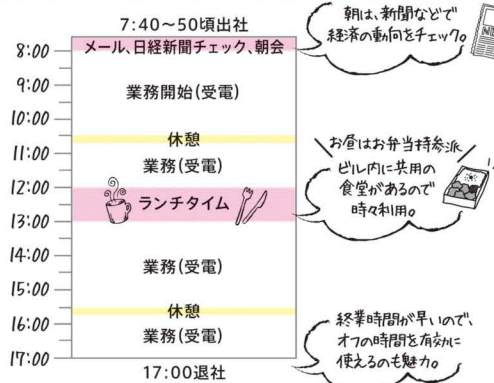 7:40～50頃出社
8:00
メール、日経新聞チェック、朝会
朝は、新聞などで
経済の動向をチェック。
9:00
業務開始(受電)
10:00
休憩
11:00
業務(受電)
お昼はお弁当持参派
ビル内に共用の
食堂があるので
時々利用。
12:00
ランチタイム
13:00
14:00
業務(受電)
15:00
休憩
16:00
業務(受電)
終業時間が早いので、
オフの時間を有効に
使えるのも魅力。
17:00
17:00退社